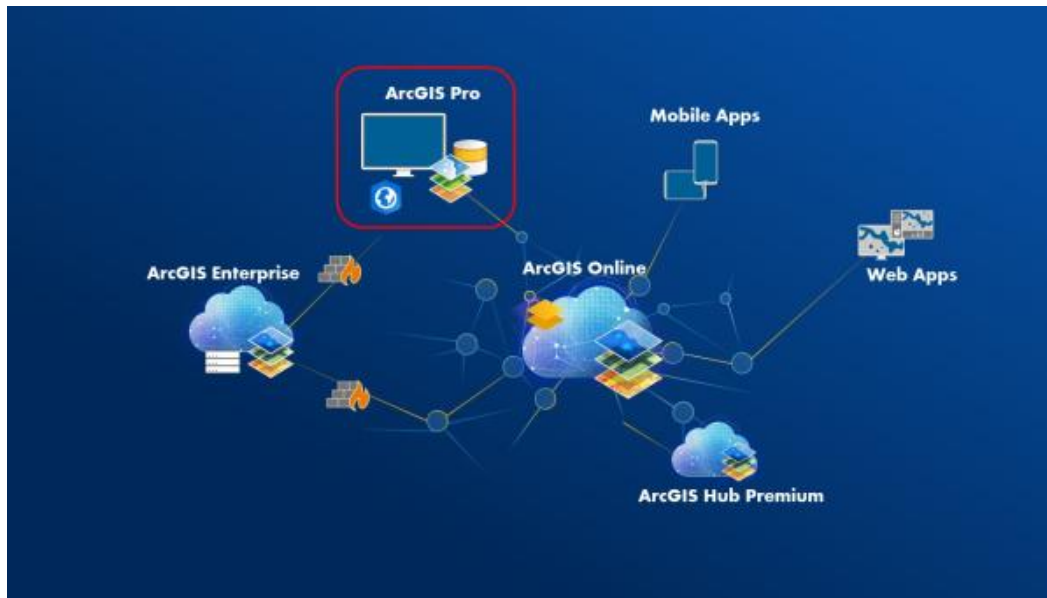 ArcGIS Pro
Mobile Apps
ArcGIS Enterprise
ArcGIS Online
Web Apps
ArcGIS Hub Premium